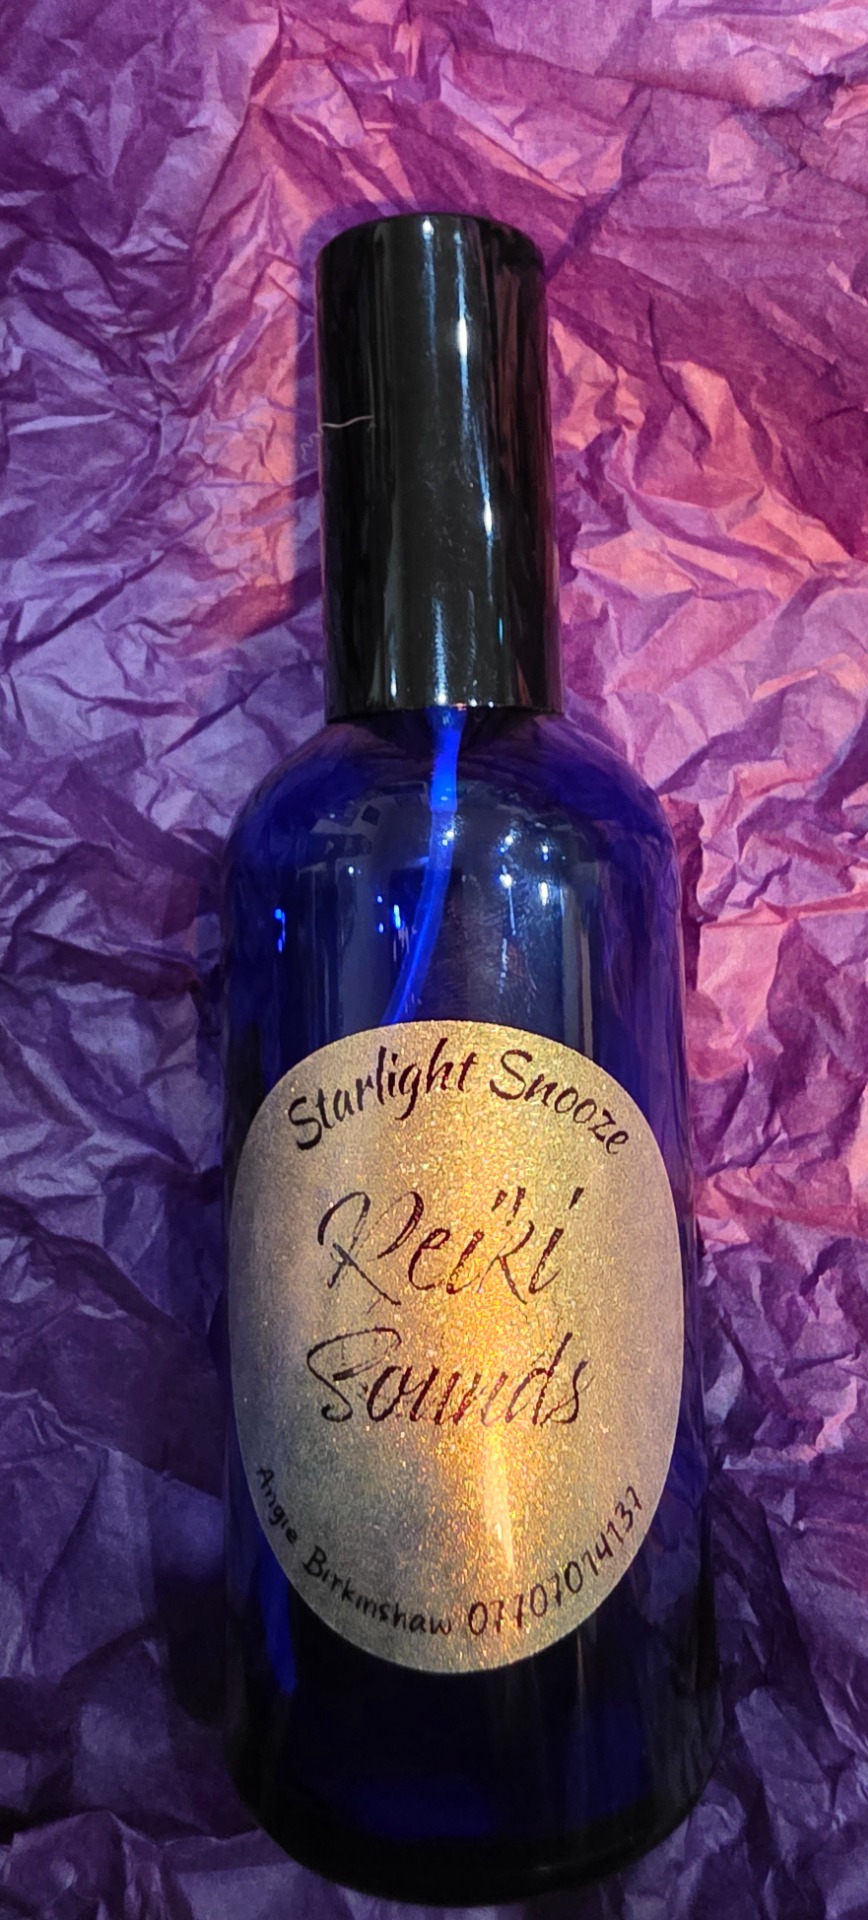 Starlight Snooze
Reiki
Sounds
Angie Birkinshaw 07707014137